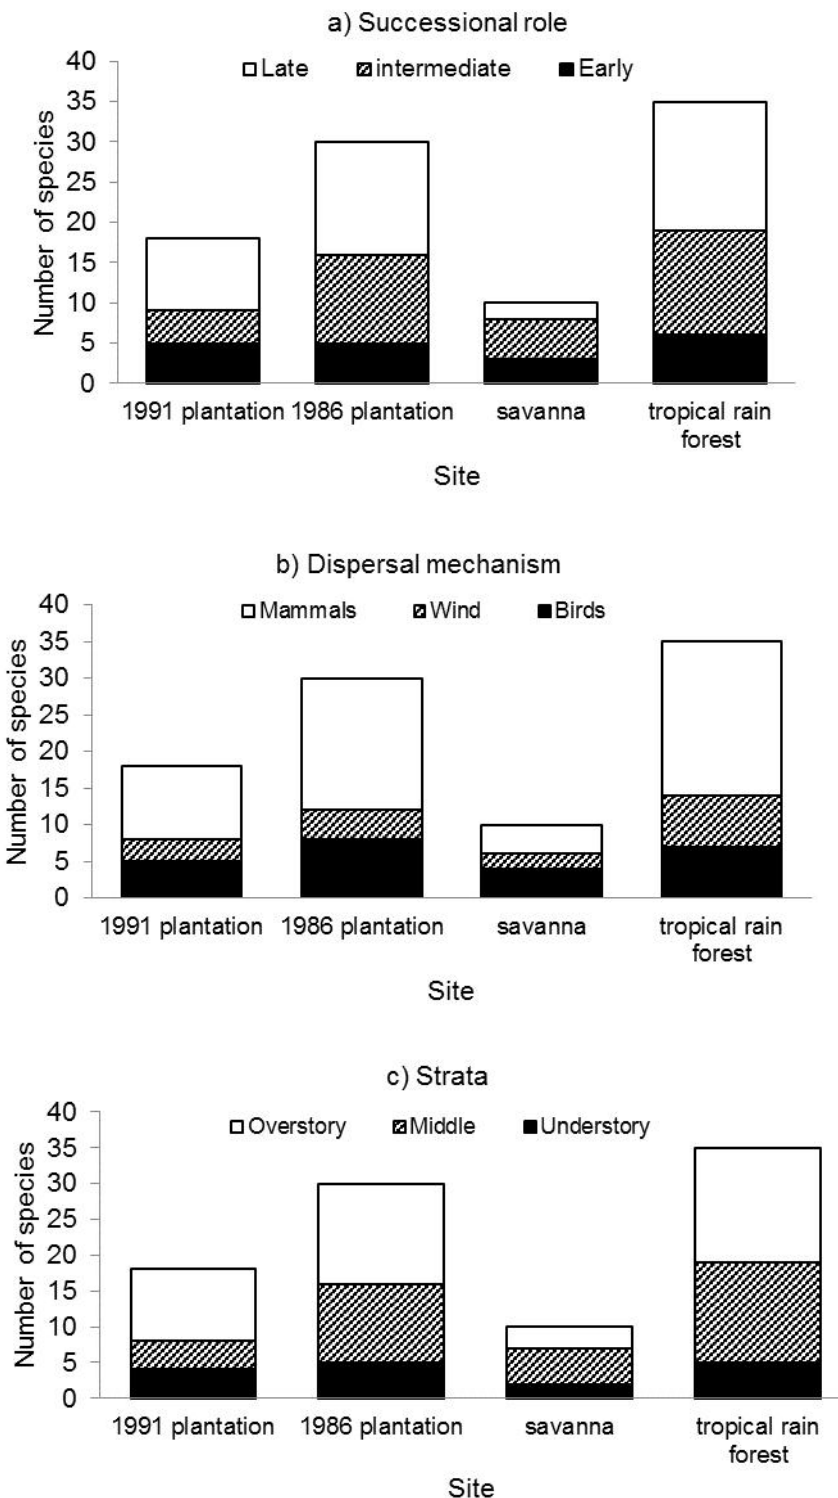 a) Successional role
Late intermediate Early
40
35
30
25
20
15
10
5
0
Number of species
1991 plantation 1986 plantation savanna tropical rain
forest
Site
b) Dispersal mechanism
Mammals Wind Birds
40
35
30
25
20
15
10
5
0
Number of species
1991 plantation 1986 plantation savanna tropical rain
forest
Site
c) Strata
Overstory Middle Understory
40
35
30
25
20
15
10
5
0
Number of species
1991 plantation 1986 plantation savanna tropical rain
forest
Site